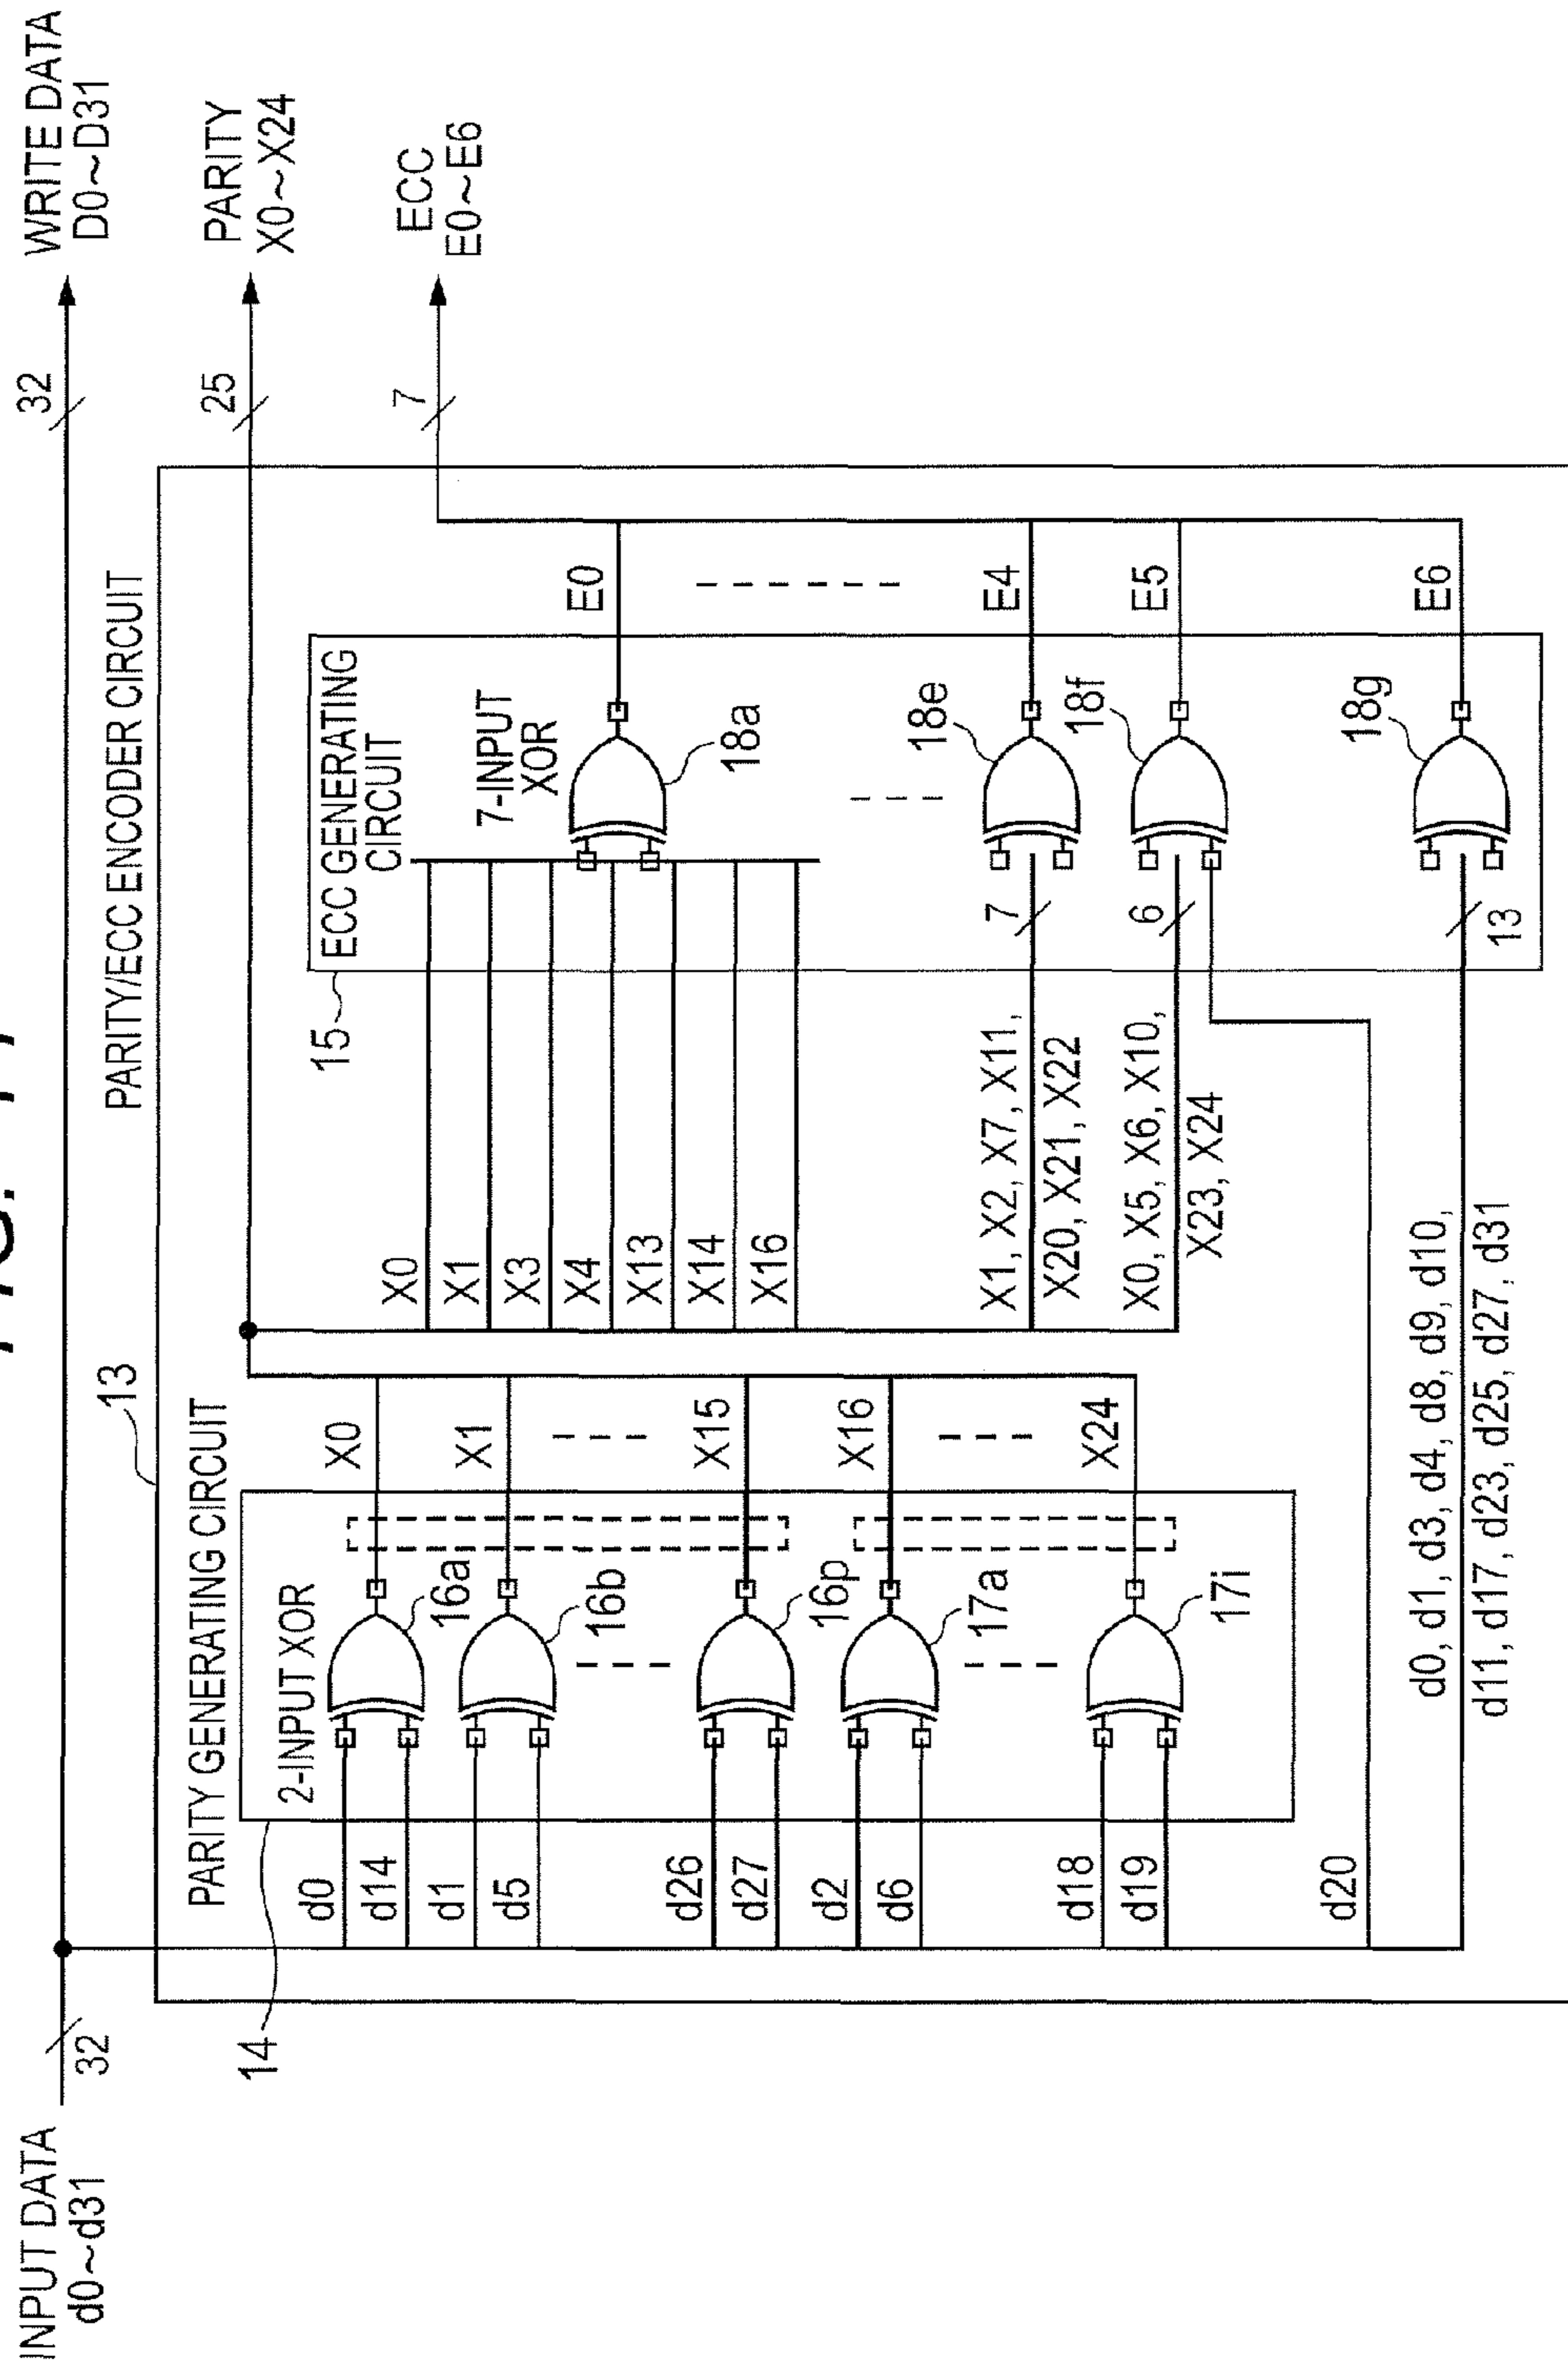 INPUT DATA
d0~d31
32
32
WRITE DATA
D0~D31
25
PARITY
X0~X24
7
ECC
E0~E6
13
PARITY/ECC ENCODER CIRCUIT
14
PARITY GENERATING CIRCUIT
2-INPUT XOR
d0
d14
16a
X0
d1
d5
16b
X1
d26
d27
16p
X15
d2
d6
17a
X16
d18
d19
17i
X24
15
ECC GENERATING
CIRCUIT
7-INPUT
XOR
X0
X1
X3
X4
X13
X14
X16
18a
E0
X1, X2, X7, X11,
X20, X21, X22
7
18e
E4
X0, X5, X6, X10,
X23, X24
6
18f
E5
d20
d0, d1, d3, d4, d8, d9, d10,
d11, d17, d23, d25, d27, d31
13
18g
E6